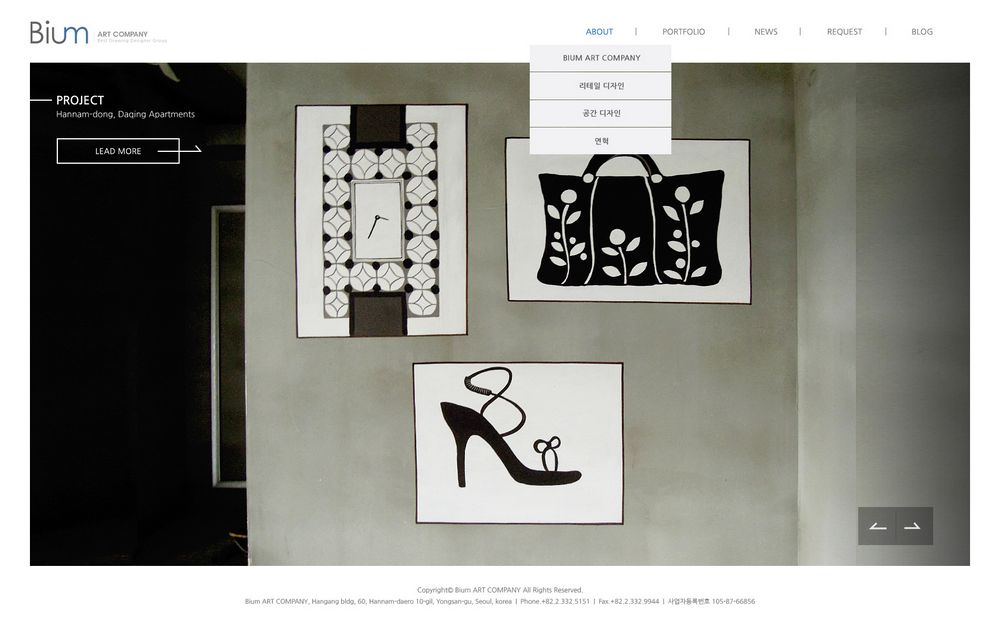 Bium ART COMPANY
Best Drawing Designer Group
ABOUT | PORTFOLIO | NEWS | REQUEST | BLOG
BIUM ART COMPANY
리테일 디자인
공간 디자인
연혁
PROJECT
Hannam-dong, Daqing Apartments
LEAD MORE
Copyright© Bium ART COMPANY All Rights Reserved.
Bium ART COMPANY, Hangang bldg, 60, Hannam-daero 10-gil, Yongsan-gu, Seoul, korea | Phone.+82.2.332.5151 | Fax.+82.2.332.9944 | 사업자등록번호 105-87-66856